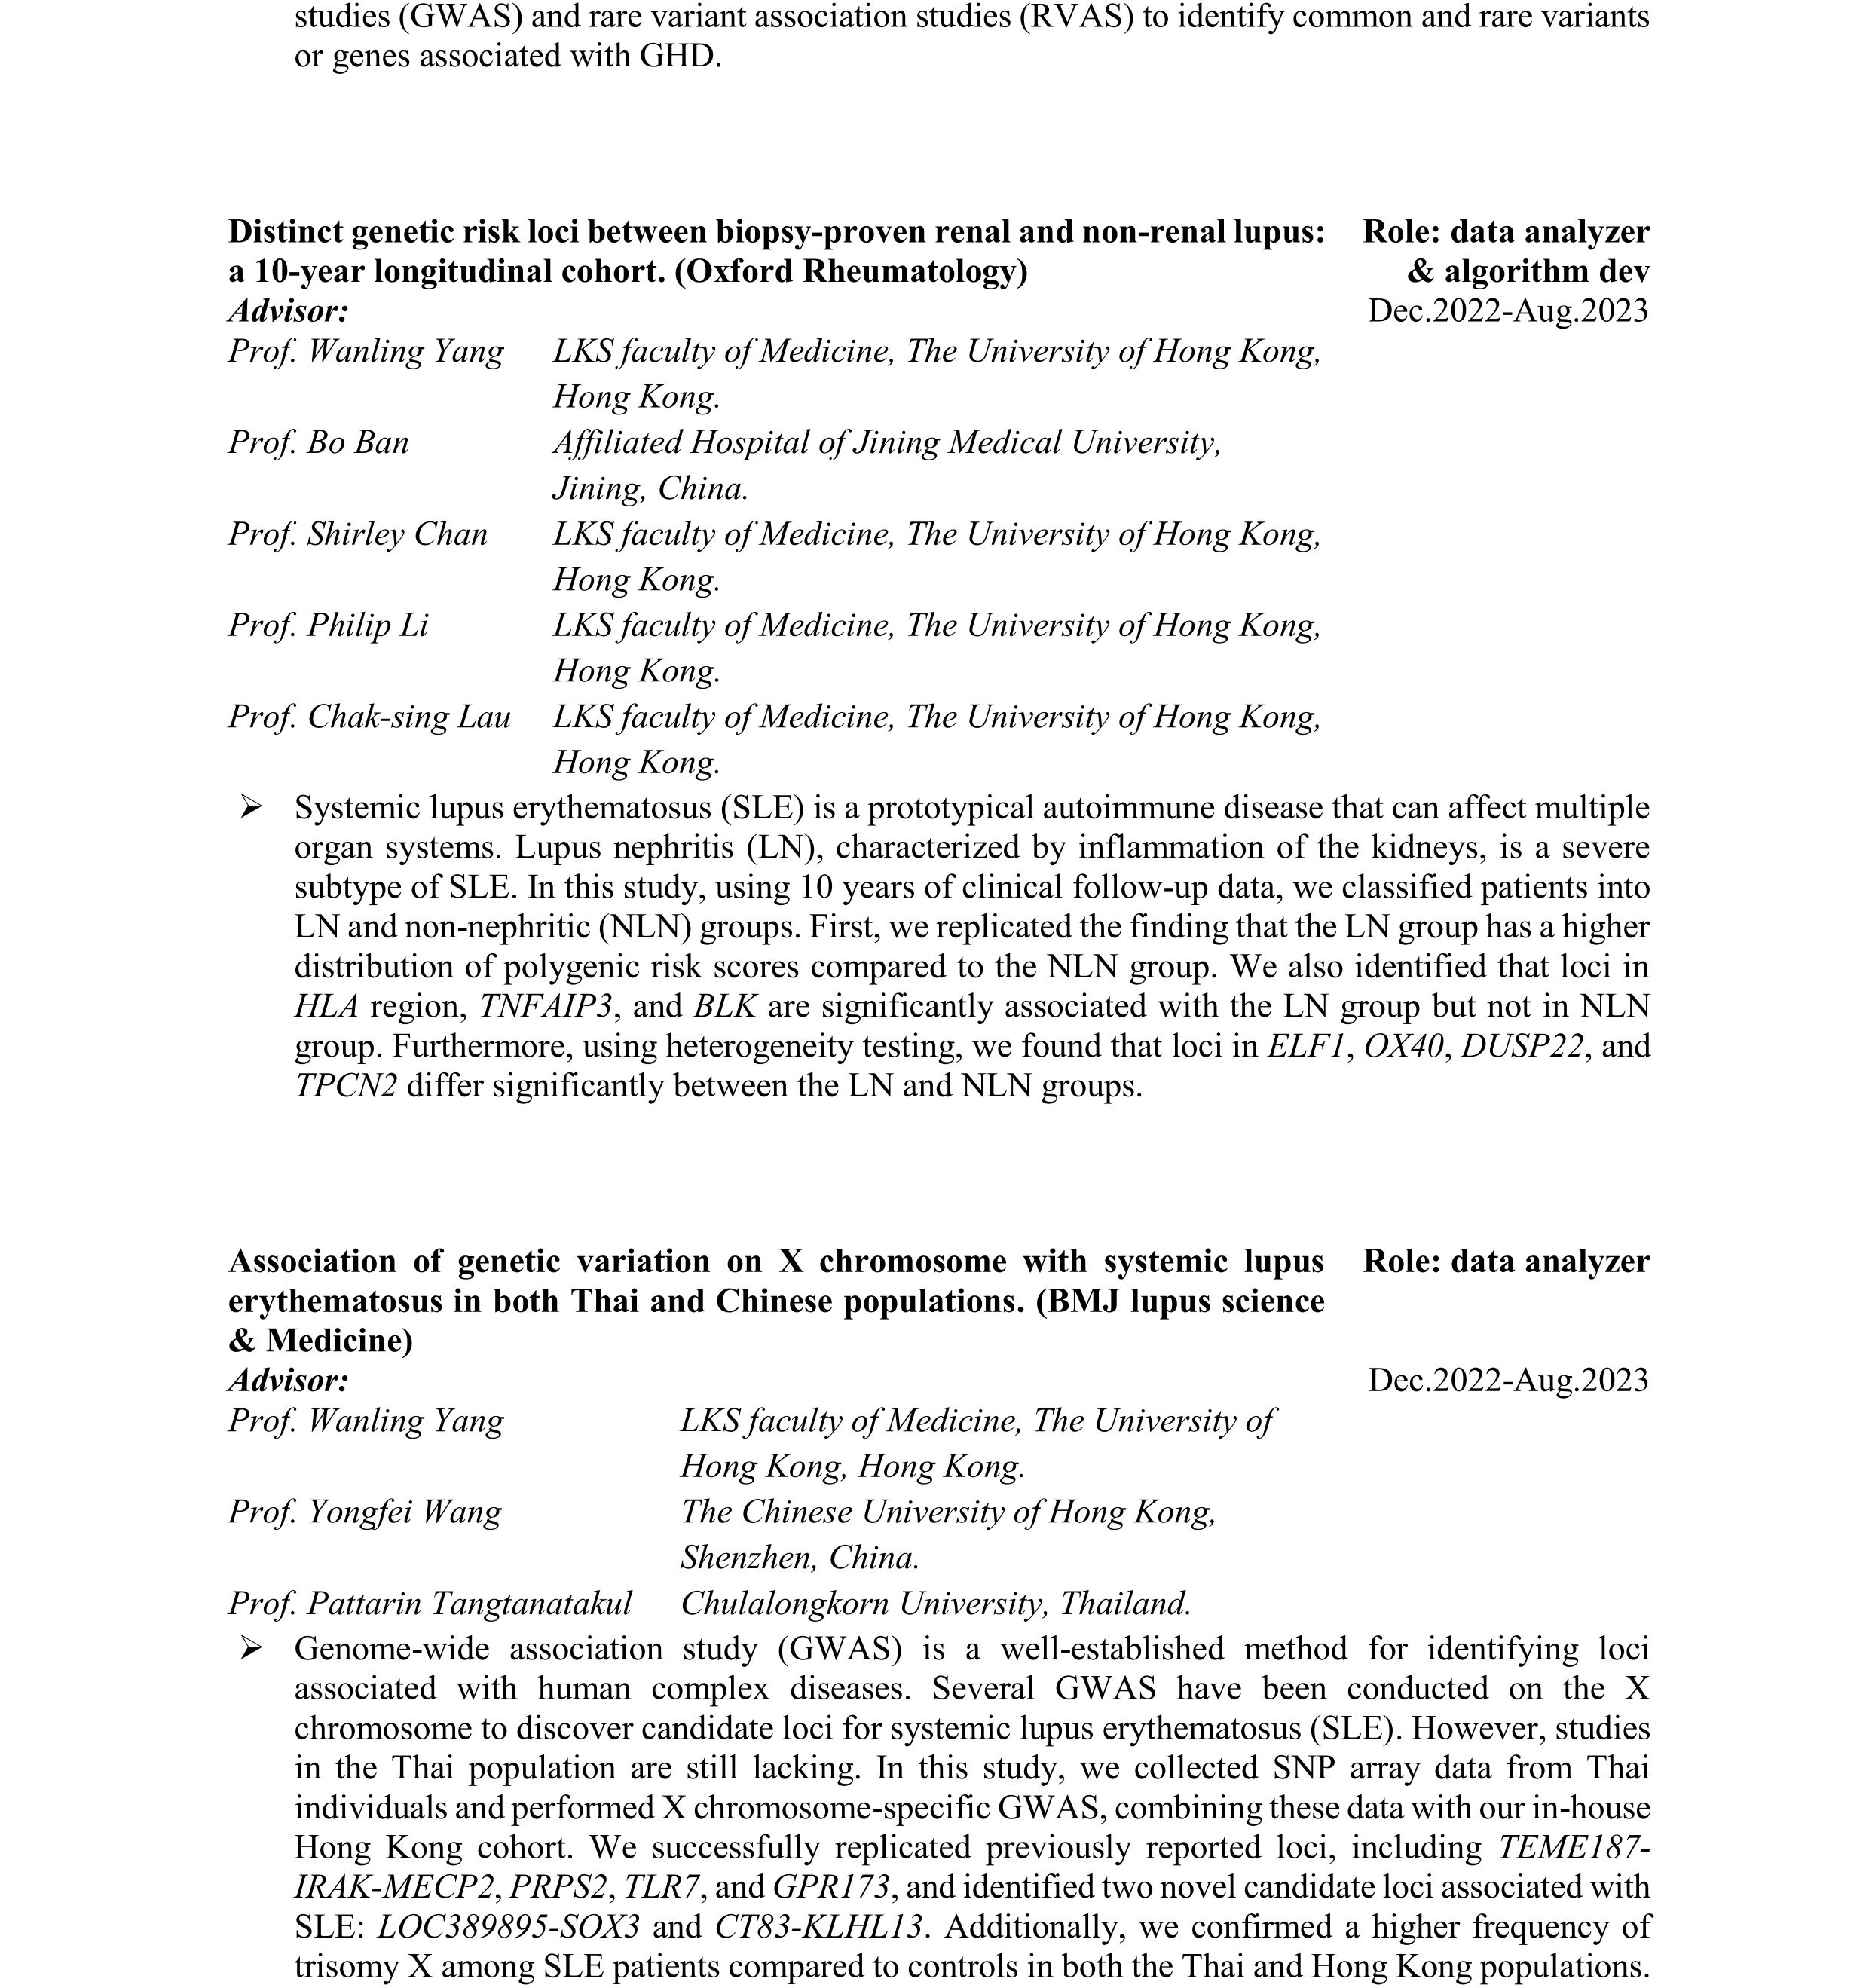 studies (GWAS) and rare variant association studies (RVAS) to identify common and rare variants
or genes associated with GHD.
Distinct genetic risk loci between biopsy-proven renal and non-renal lupus: Role: data analyzer
a 10-year longitudinal cohort. (Oxford Rheumatology) & algorithm dev
Advisor: Dec.2022-Aug.2023
Prof. Wanling Yang LKS faculty of Medicine, The University of Hong Kong,
Hong Kong.
Prof. Bo Ban Affiliated Hospital of Jining Medical University,
Jining, China.
Prof. Shirley Chan LKS faculty of Medicine, The University of Hong Kong,
Hong Kong.
Prof. Philip Li LKS faculty of Medicine, The University of Hong Kong,
Hong Kong.
Prof. Chak-sing Lau LKS faculty of Medicine, The University of Hong Kong,
Hong Kong.
➢ Systemic lupus erythematosus (SLE) is a prototypical autoimmune disease that can affect multiple
organ systems. Lupus nephritis (LN), characterized by inflammation of the kidneys, is a severe
subtype of SLE. In this study, using 10 years of clinical follow-up data, we classified patients into
LN and non-nephritic (NLN) groups. First, we replicated the finding that the LN group has a higher
distribution of polygenic risk scores compared to the NLN group. We also identified that loci in
HLA region, TNFAIP3, and BLK are significantly associated with the LN group but not in NLN
group. Furthermore, using heterogeneity testing, we found that loci in ELF1, OX40, DUSP22, and
TPCN2 differ significantly between the LN and NLN groups.
Association of genetic variation on X chromosome with systemic lupus Role: data analyzer
erythematosus in both Thai and Chinese populations. (BMJ lupus science
& Medicine)
Advisor: Dec.2022-Aug.2023
Prof. Wanling Yang LKS faculty of Medicine, The University of
Hong Kong, Hong Kong.
Prof. Yongfei Wang The Chinese University of Hong Kong,
Shenzhen, China.
Prof. Pattarin Tangtanatakul Chulalongkorn University, Thailand.
➢ Genome-wide association study (GWAS) is a well-established method for identifying loci
associated with human complex diseases. Several GWAS have been conducted on the X
chromosome to discover candidate loci for systemic lupus erythematosus (SLE). However, studies
in the Thai population are still lacking. In this study, we collected SNP array data from Thai
individuals and performed X chromosome-specific GWAS, combining these data with our in-house
Hong Kong cohort. We successfully replicated previously reported loci, including TEME187-
IRAK-MECP2, PRPS2, TLR7, and GPR173, and identified two novel candidate loci associated with
SLE: LOC389895-SOX3 and CT83-KLHL13. Additionally, we confirmed a higher frequency of
trisomy X among SLE patients compared to controls in both the Thai and Hong Kong populations.